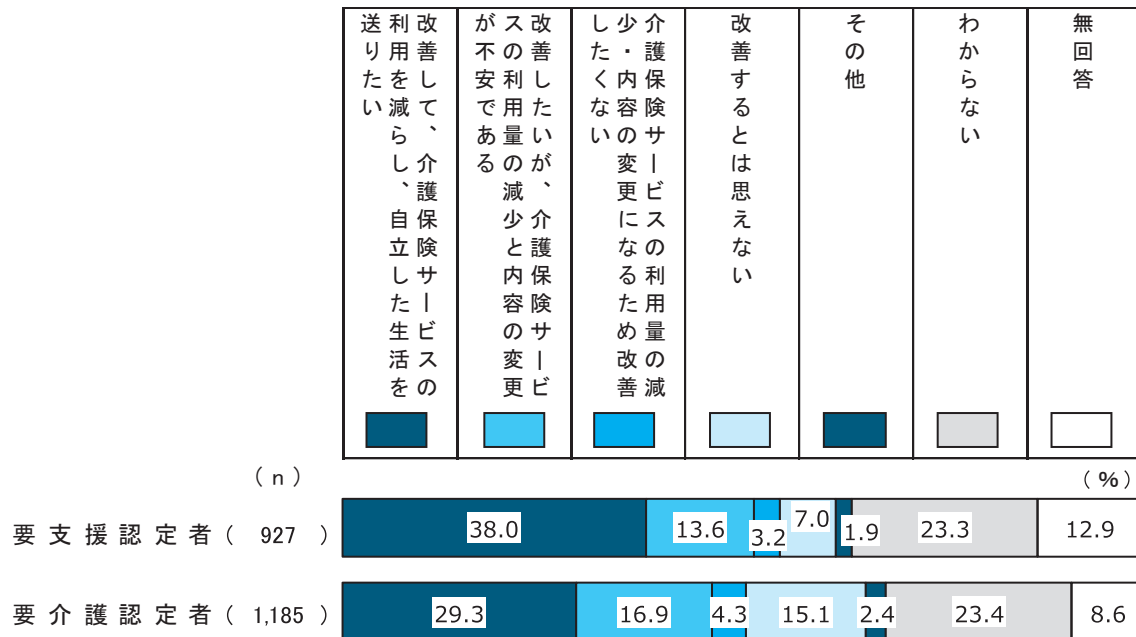 改善して、介護保険サービスの
利用を減らし、自立した生活を
送りたい
改善したいが、介護保険サービ
スの利用量の減少と内容の変更
が不安である
介護保険サービスの利用量の減
少・内容の変更になるため改善
したくない
改善するとは思えない
その他
わからない
無回答
(n)
(%)
要支援認定者( 927 )
38.0 13.6 3.2 7.0 1.9 23.3 12.9
要介護認定者( 1,185 )
29.3 16.9 4.3 15.1 2.4 23.4 8.6